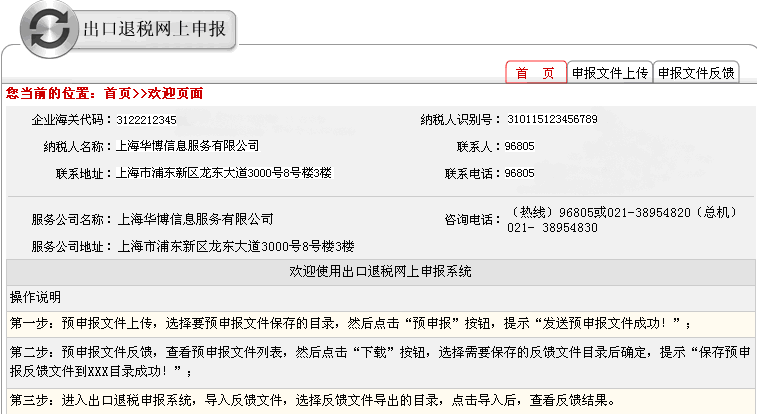 出口退税网上申报
首 页 申报文件上传 申报文件反馈
您当前的位置：首页>>欢迎页面
企业海关代码：3122212345 纳税人识别号：310115123456789
纳税人名称：上海华博信息服务有限公司 联系人：96805
联系地址：上海市浦东新区龙东大道3000号8号楼3楼 联系电话：96805
服务公司名称：上海华博信息服务有限公司 咨询电话：（热线）96805或021-38954820（总机）
021- 38954830
服务公司地址：上海市浦东新区龙东大道3000号8号楼3楼
欢迎使用出口退税网上申报系统
操作说明
第一步：预申报文件上传，选择要预申报文件保存的目录，然后点击“预申报”按钮，提示“发送预申报文件成功！”；
第二步：预申报文件反馈，查看预申报文件列表，然后点击“下载”按钮，选择需要保存的反馈文件目录后确定，提示“保存预申
报反馈文件到XXX目录成功！”；
第三步：进入出口退税申报系统，导入反馈文件，选择反馈文件导出的目录，点击导入后，查看反馈结果。